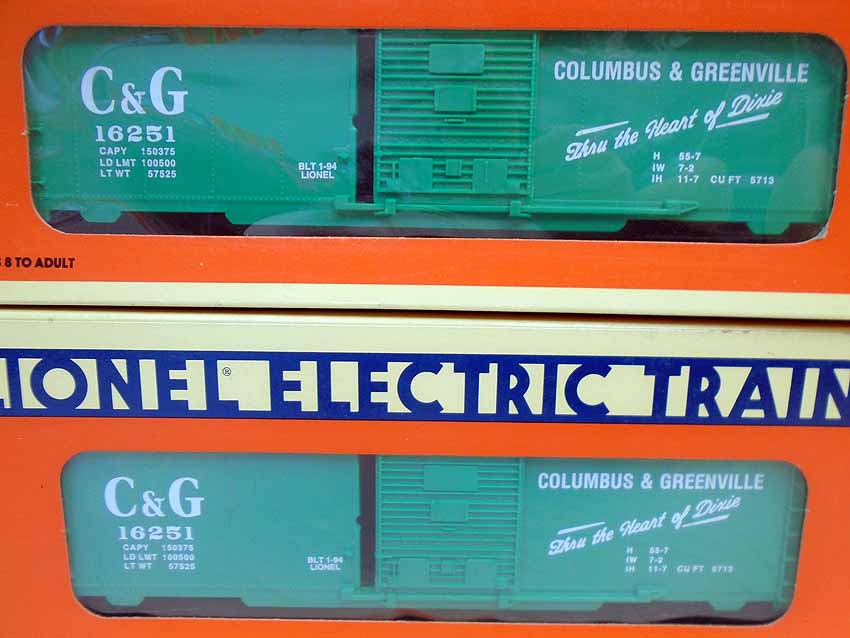 C&G
16251
CAPY 150375
LD LMT 100500
LT WT 57525
BLT 1-94
LIONEL
COLUMBUS & GREENVILLE
Thru the Heart of Dixie
H 55-7
IW 7-2
IH 11-7 CU FT 5713
8 TO ADULT
LIONEL® ELECTRIC TRAIN
C&G
16251
CAPY 150375
LD LMT 100500
LT WT 57525
BLT 1-94
LIONEL
COLUMBUS & GREENVILLE
Thru the Heart of Dixie
H 55-7
IW 7-2
IH 11-7 CU FT 5713